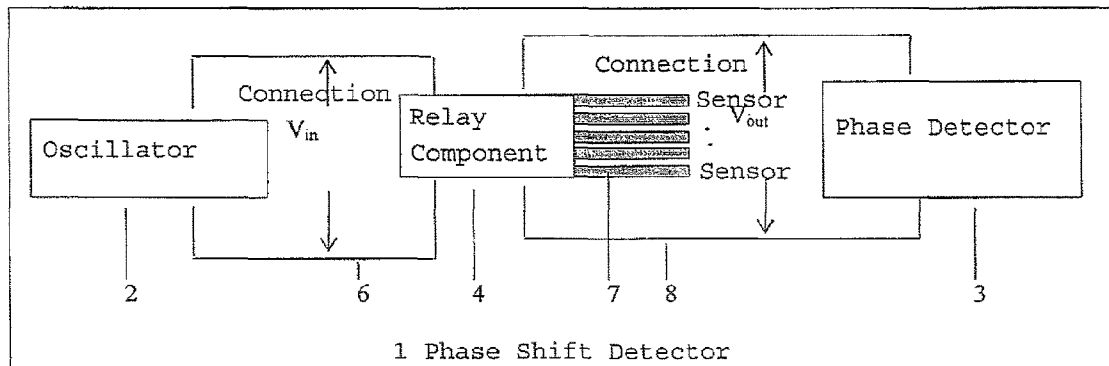 Connection
V_in
Oscillator
Relay
Component
Connection
Sensor
V_out
.
.
Sensor
Phase Detector
2
6
4
7
8
3
1 Phase Shift Detector